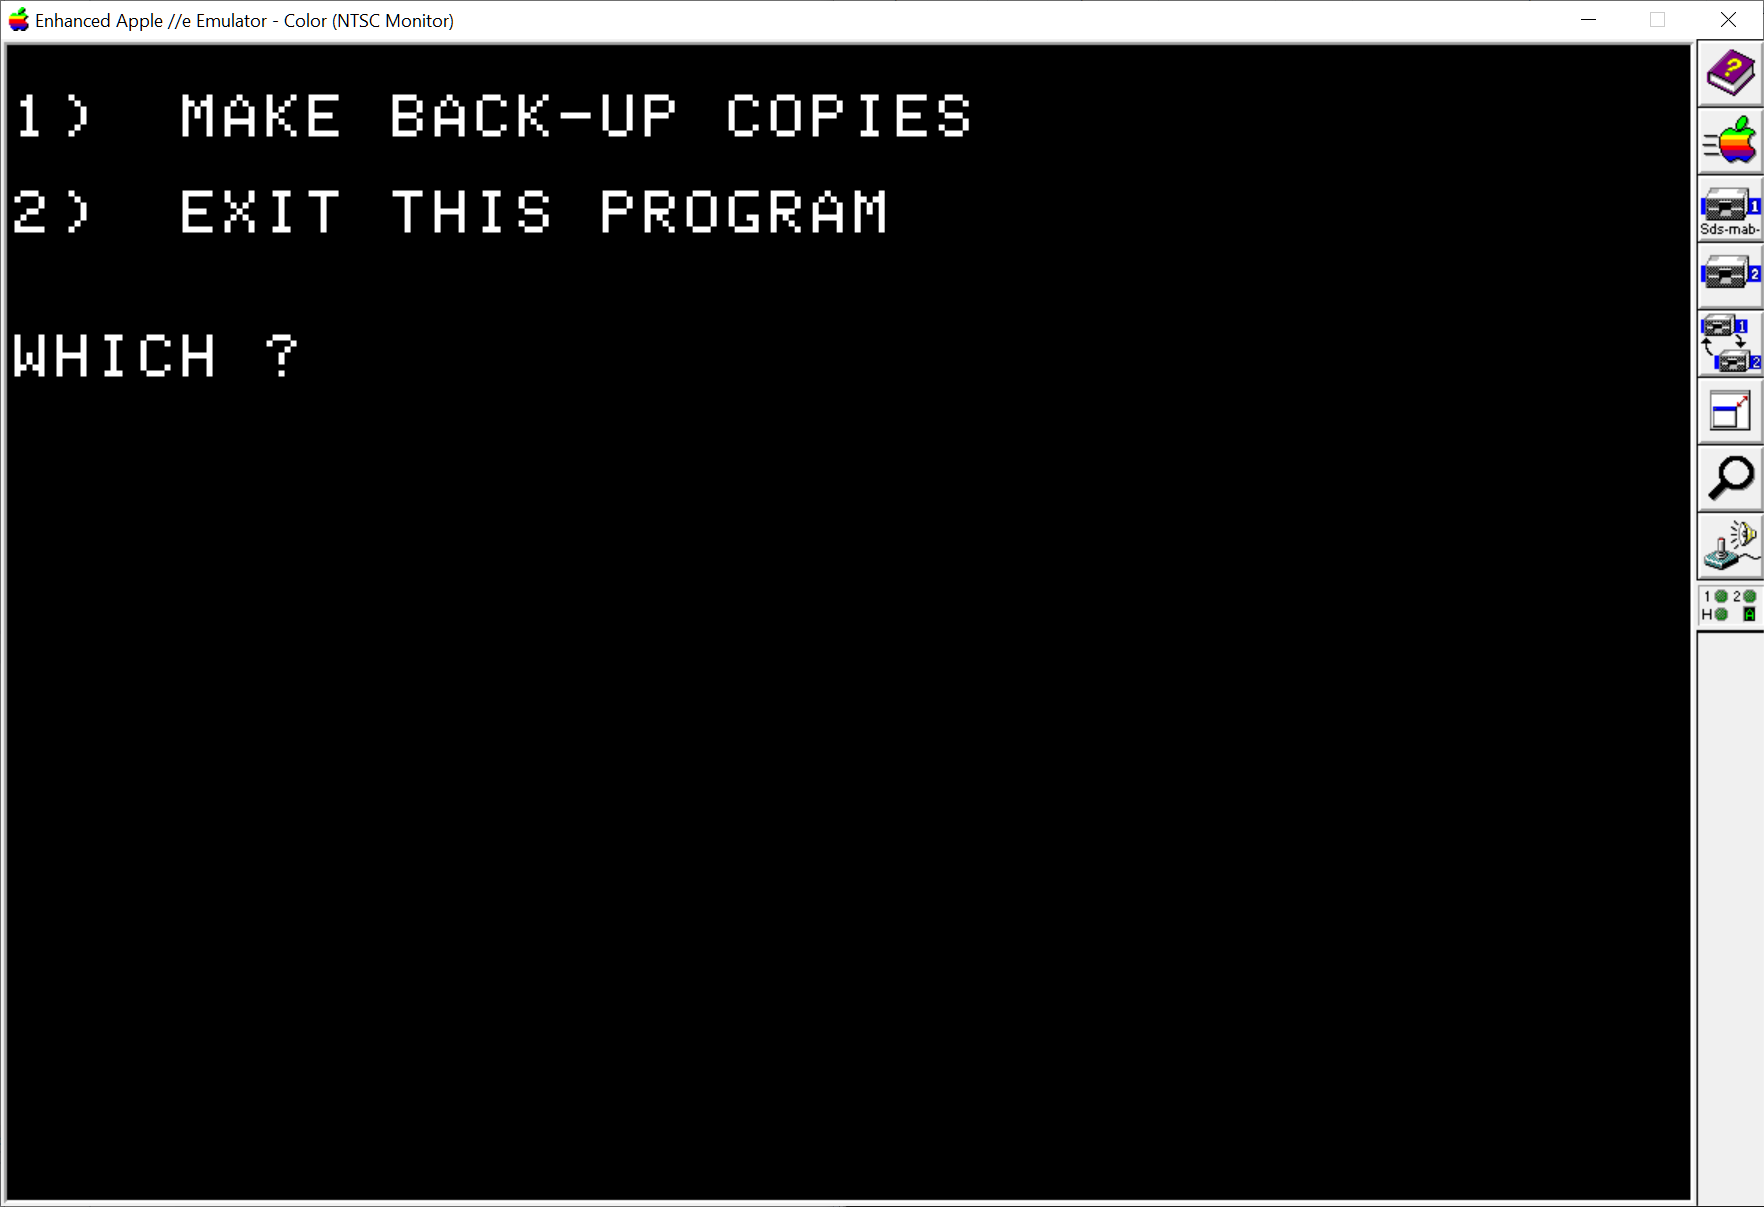 Enhanced Apple //e Emulator - Color (NTSC Monitor)
1)  MAKE BACK-UP COPIES
2)  EXIT THIS PROGRAM
WHICH ?
?
1
Sds-mab-
2
1
2
1 2
H A